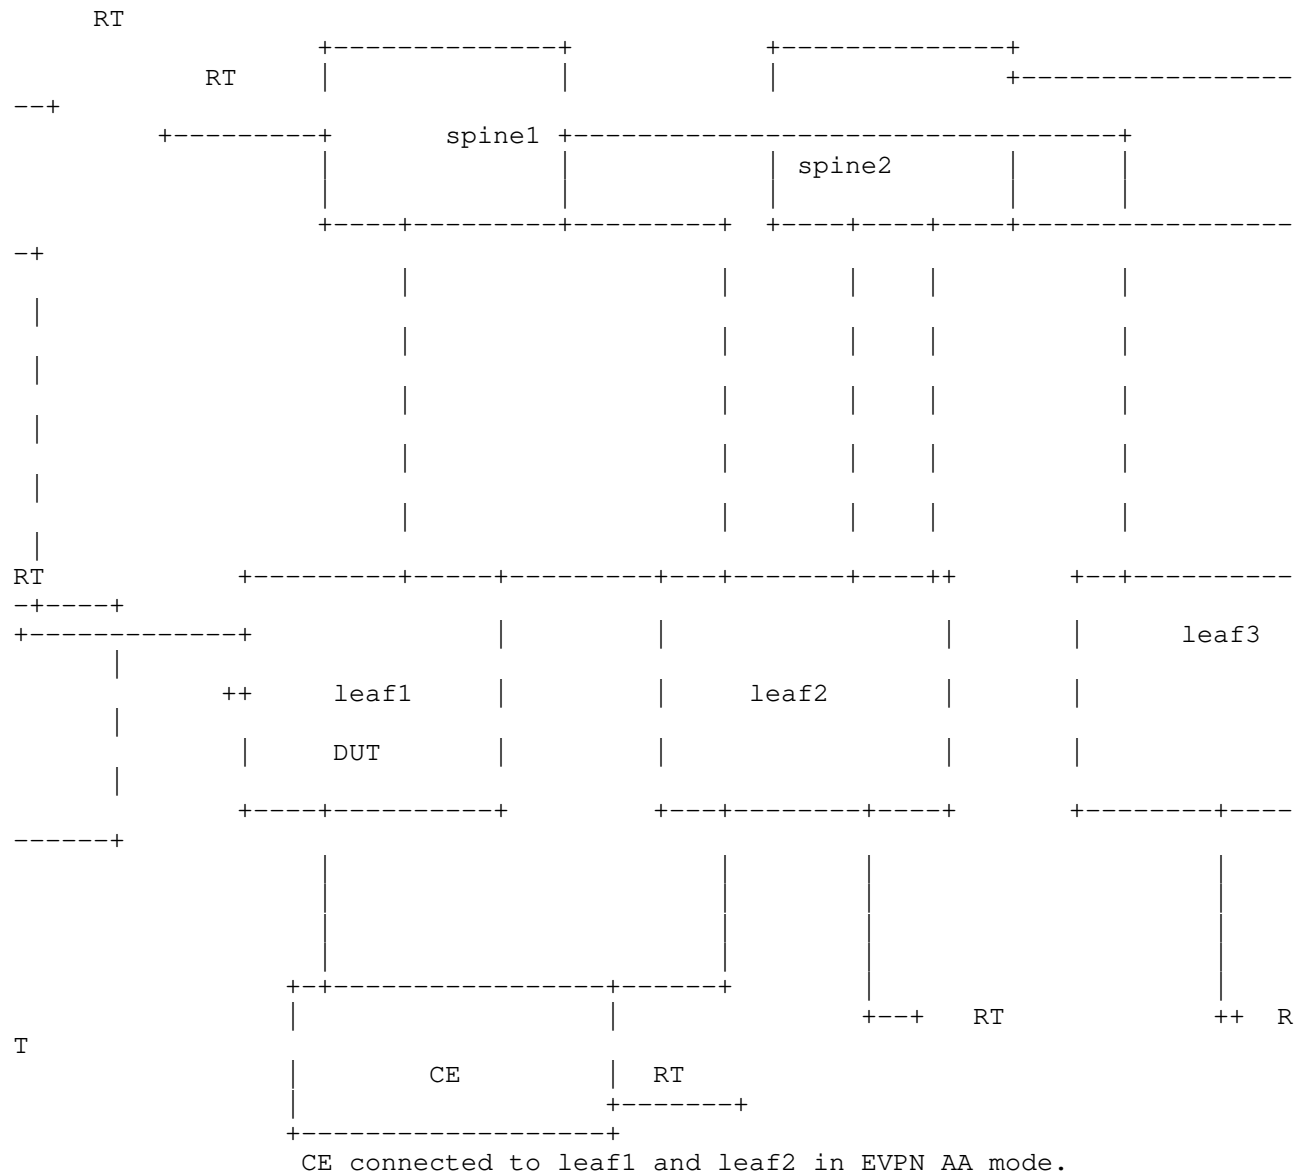 RT
RT
spine1
spine2
RT
leaf3
leaf1 leaf2
DUT
RT R
T
CE RT
CE connected to leaf1 and leaf2 in EVPN AA mode.